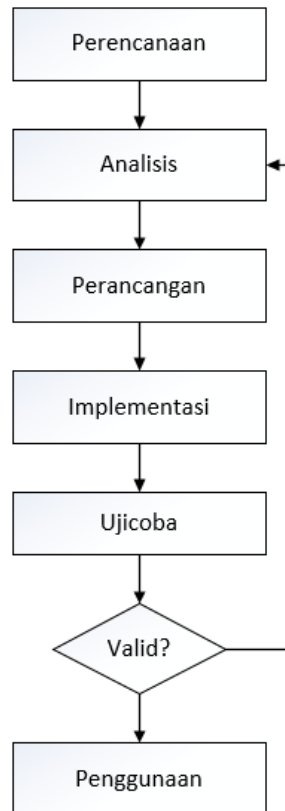 Perencanaan
Analisis
Perancangan
Implementasi
Ujicoba
Valid?
Penggunaan